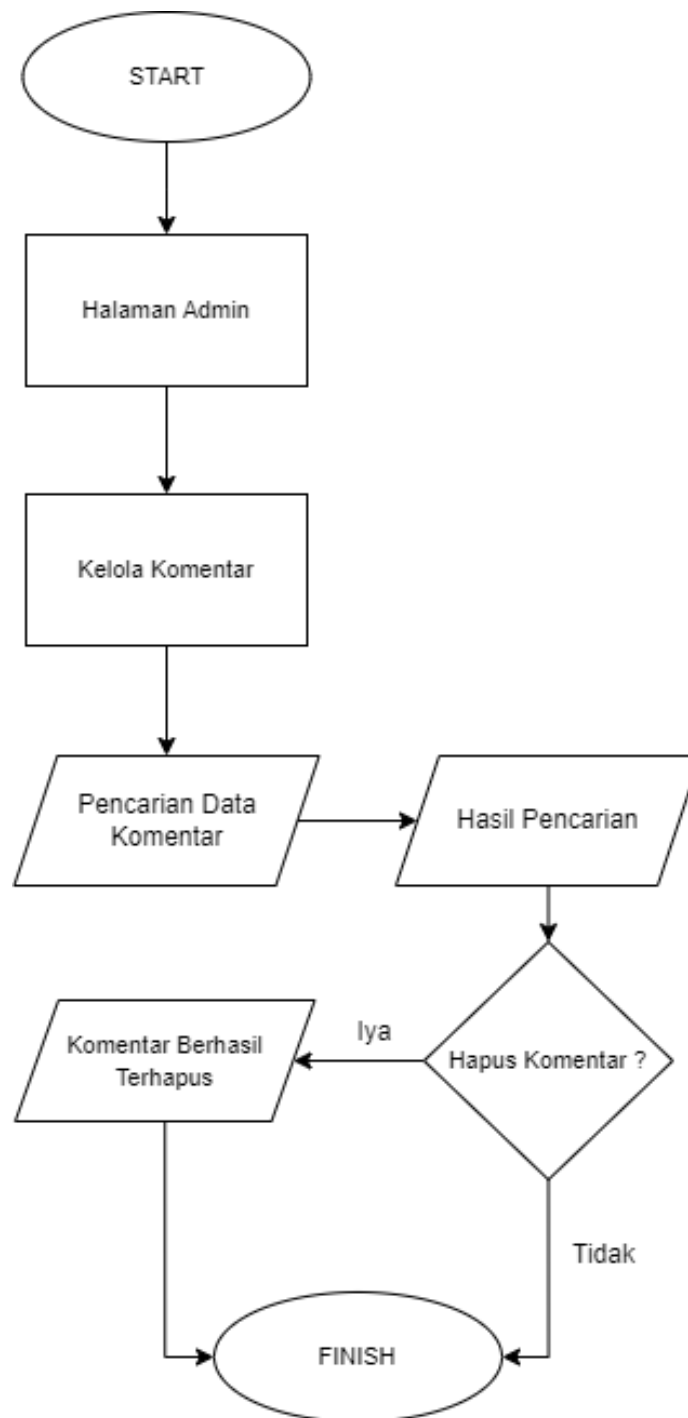 START
Halaman Admin
Kelola Komentar
Pencarian Data
Komentar
Hasil Pencarian
Hapus Komentar ?
Iya
Komentar Berhasil
Terhapus
Tidak
FINISH